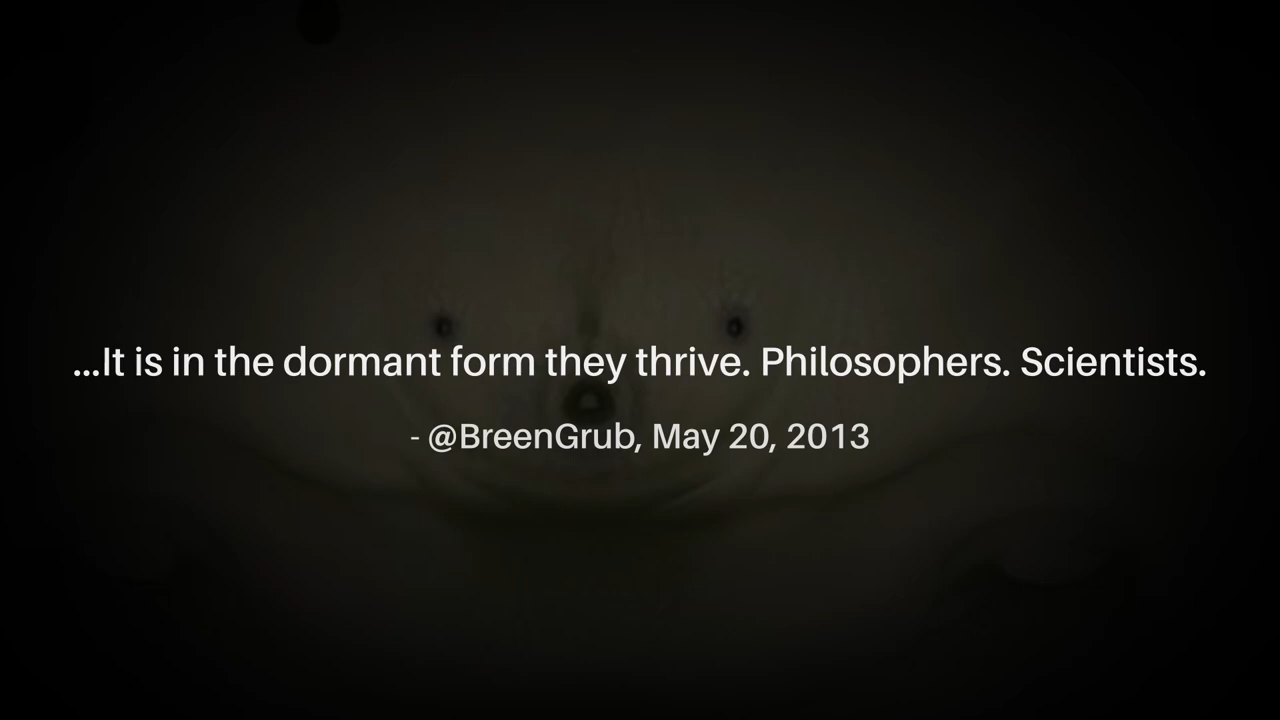 ...It is in the dormant form they thrive. Philosophers. Scientists.
- @BreenGrub, May 20, 2013